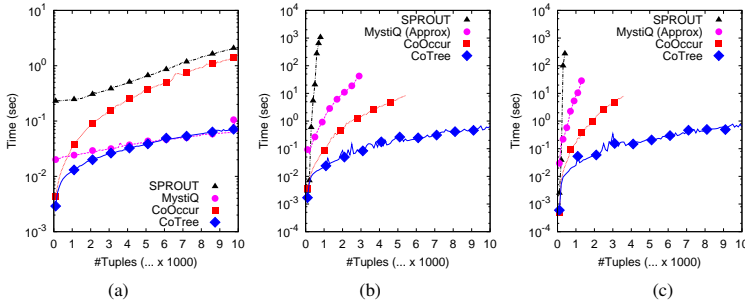 10^1
10^0
10^-1
10^-2
10^-3
Time (sec)
0 1 2 3 4 5 6 7 8 9 10
#Tuples (... x 1000)
SPROUT
MystiQ
CoOccur
CoTree
(a)
10^4
10^3
10^2
10^1
10^0
10^-1
10^-2
10^-3
10^-4
Time (sec)
0 1 2 3 4 5 6 7 8 9 10
#Tuples (... x 1000)
SPROUT
MystiQ (Approx)
CoOccur
CoTree
(b)
10^4
10^3
10^2
10^1
10^0
10^-1
10^-2
10^-3
10^-4
Time (sec)
0 1 2 3 4 5 6 7 8 9 10
#Tuples (... x 1000)
SPROUT
MystiQ (Approx)
CoOccur
CoTree
(c)